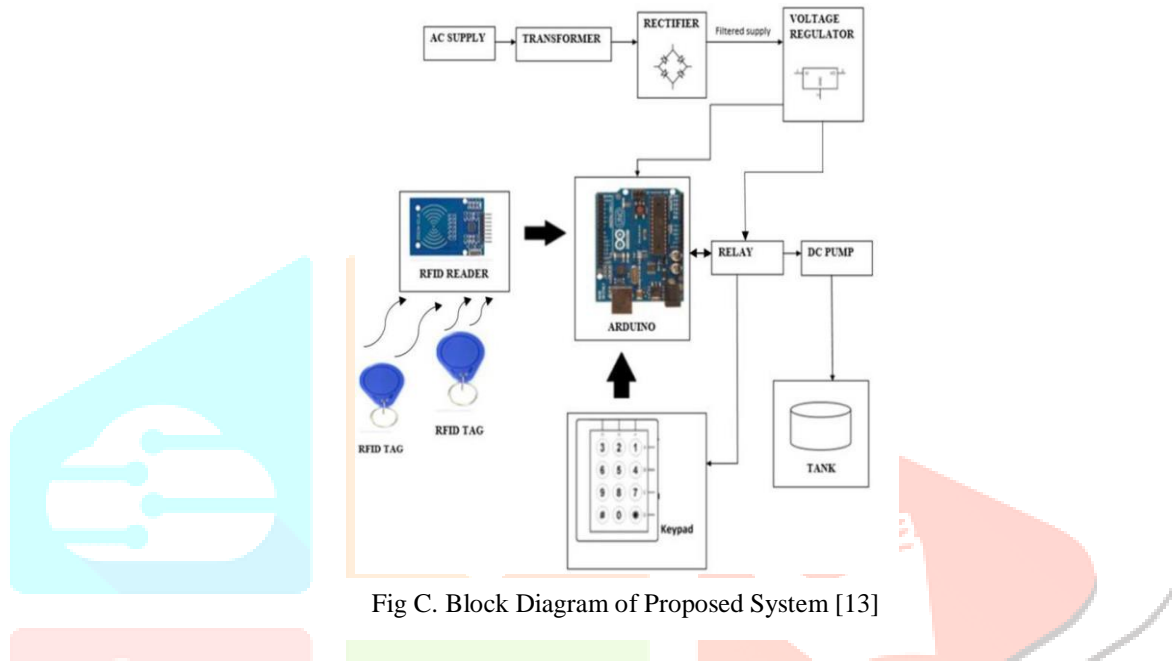 AC SUPPLY
TRANSFORMER
RECTIFIER
Filtered supply
VOLTAGE
REGULATOR
RFID READER
ARDUINO
RELAY
DC PUMP
RFID TAG
RFID TAG
3 2 1
6 5 4
9 8 7
# 0 *
Keypad
TANK
Fig C. Block Diagram of Proposed System [13]